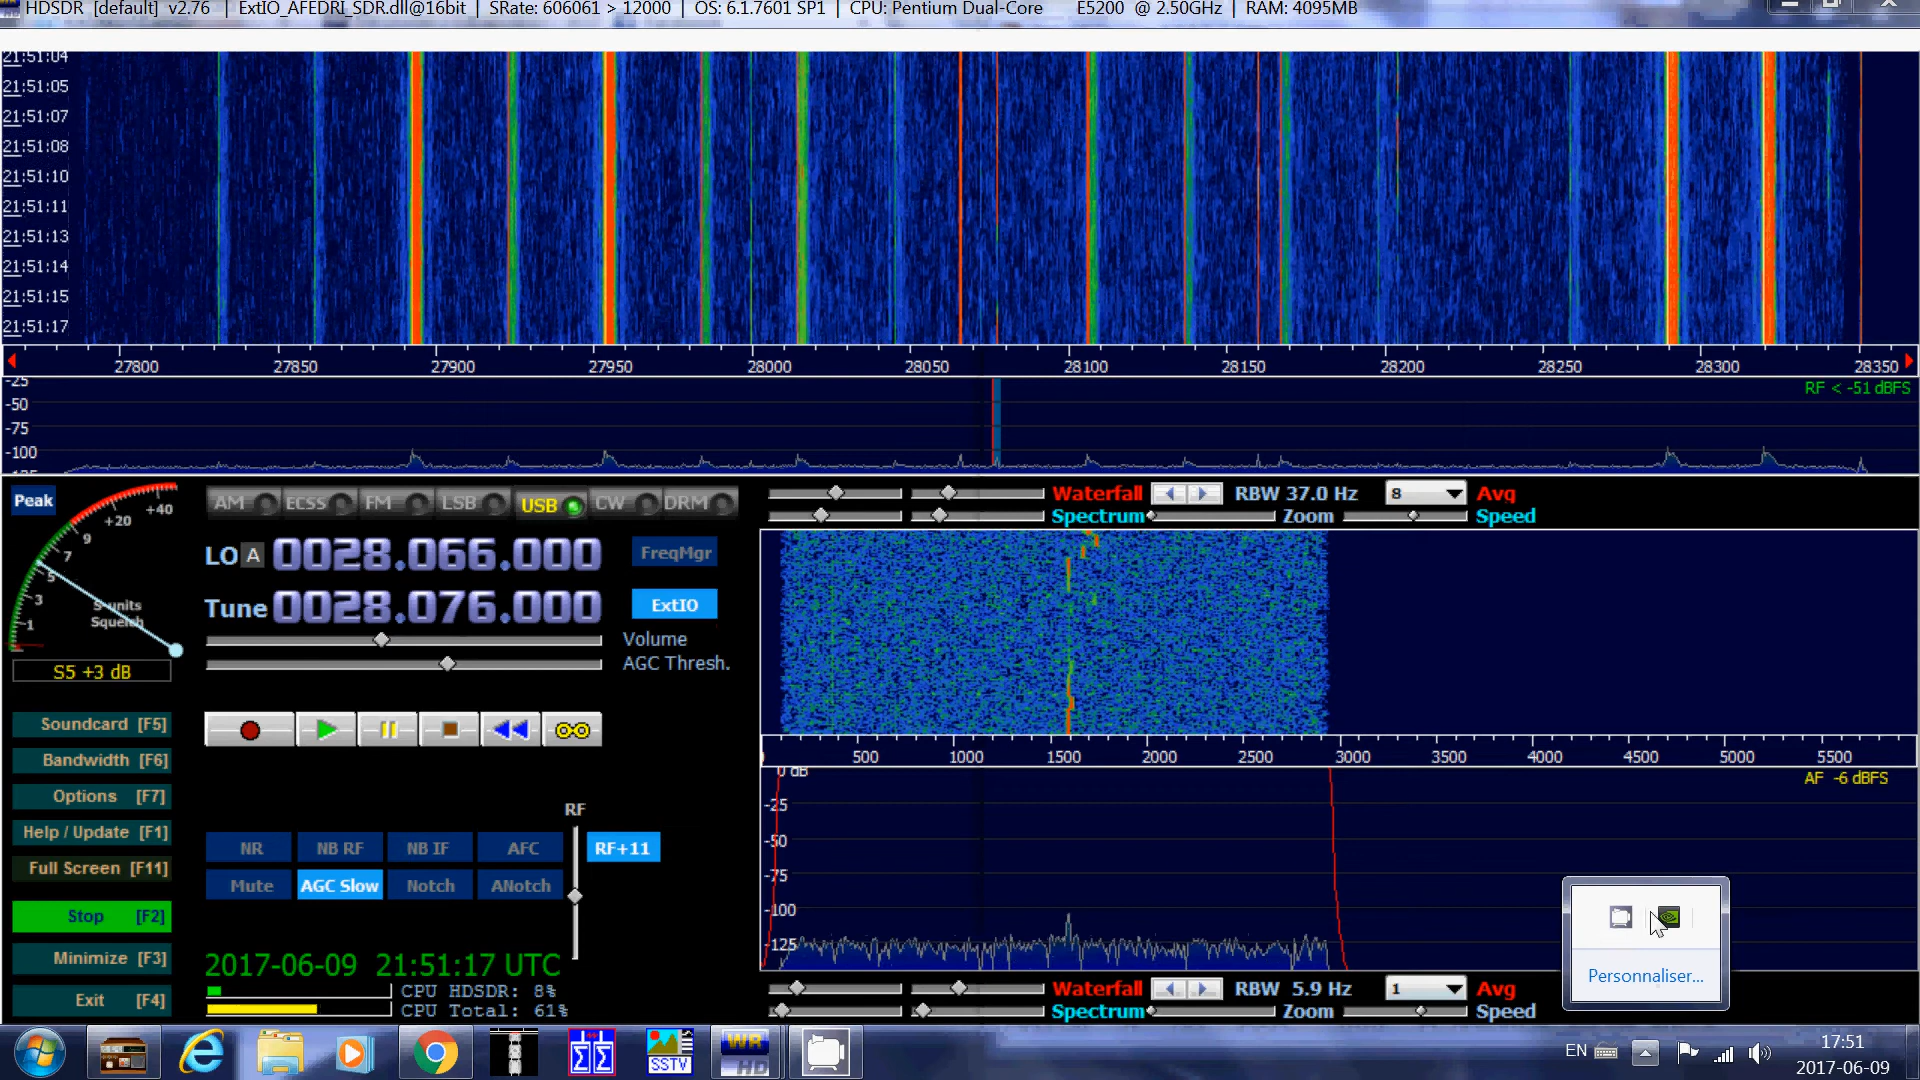 HDSDR [default] v2.76 | ExtIO_AFEDRI_SDR.dll@16bit | SRate: 606061 > 12000 | OS: 6.1.7601 SP1 | CPU: Pentium Dual-Core E5200 @ 2.50GHz | RAM: 4095MB
21:51:04
21:51:05
21:51:07
21:51:08
21:51:10
21:51:11
21:51:13
21:51:14
21:51:15
21:51:17
27800 27850 27900 27950 28000 28050 28100 28150 28200 28250 28300 28350
-25 RF < -51 dBFS
-50
-75
-100
Peak 1 3 5 7 9 +20 +40
S-units
Squelch
S5 +3 dB
AM ECSS FM LSB USB CW DRM
LO A 0028.066.000 FreqMgr
Tune 0028.076.000 ExtIO
Volume
AGC Thresh.
Waterfall RBW 37.0 Hz 8 Avg
Spectrum Zoom Speed
Soundcard [F5]
Bandwidth [F6]
Options [F7]
Help / Update [F1]
Full Screen [F11]
Stop [F2]
Minimize [F3]
Exit [F4]
RF
NR NB RF NB IF AFC RF+11
Mute AGC Slow Notch ANotch
2017-06-09 21:51:17 UTC
CPU HDSDR: 8%
CPU Total: 61%
500 1000 1500 2000 2500 3000 3500 4000 4500 5000 5500
0 dB AF -6 dBFS
-25
-50
-75
-100
-125
Personnaliser...
Waterfall RBW 5.9 Hz 1 Avg
Spectrum Zoom Speed
SSTV
WR
HD
EN
17:51
2017-06-09